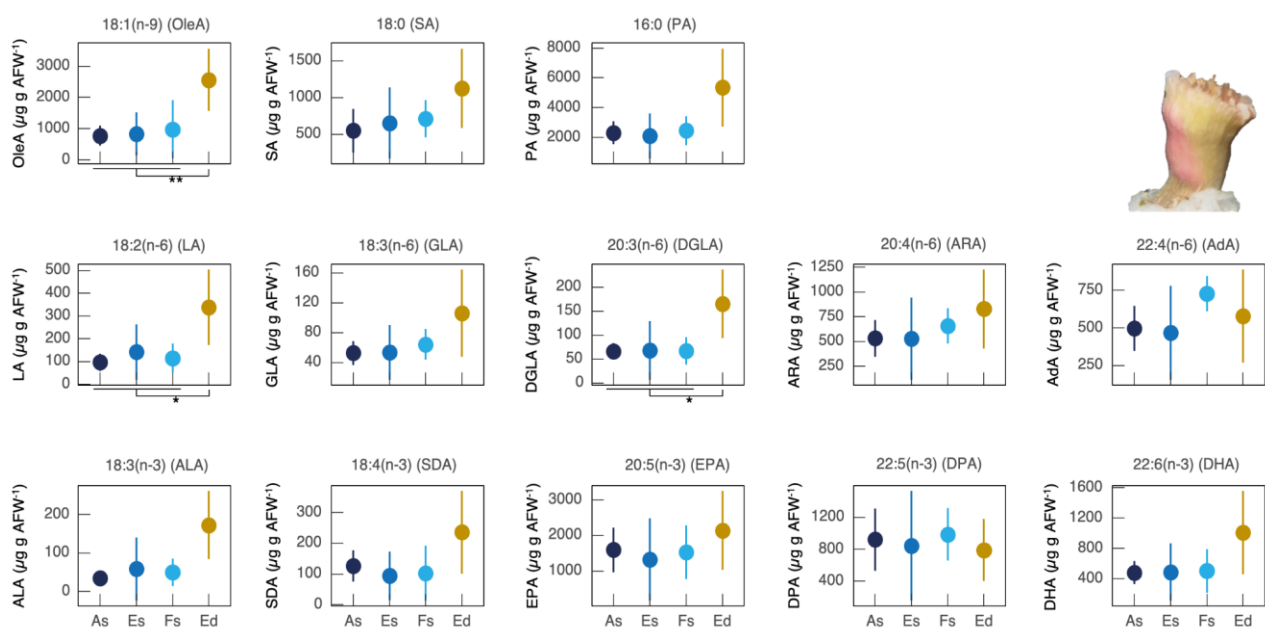 18:1(n-9) (OleA)
18:0 (SA)
16:0 (PA)
OleA (µg g AFW⁻¹)
3000
2000
1000
0
**
SA (µg g AFW⁻¹)
1500
1000
500
PA (µg g AFW⁻¹)
8000
6000
4000
2000
18:2(n-6) (LA)
18:3(n-6) (GLA)
20:3(n-6) (DGLA)
20:4(n-6) (ARA)
22:4(n-6) (AdA)
LA (µg g AFW⁻¹)
500
400
300
200
100
0
*
GLA (µg g AFW⁻¹)
160
120
80
40
DGLA (µg g AFW⁻¹)
200
150
100
50
0
*
ARA (µg g AFW⁻¹)
1250
1000
750
500
250
AdA (µg g AFW⁻¹)
750
500
250
18:3(n-3) (ALA)
18:4(n-3) (SDA)
20:5(n-3) (EPA)
22:5(n-3) (DPA)
22:6(n-3) (DHA)
ALA (µg g AFW⁻¹)
200
100
0
As Es Fs Ed
SDA (µg g AFW⁻¹)
300
200
100
0
As Es Fs Ed
EPA (µg g AFW⁻¹)
3000
2000
1000
As Es Fs Ed
DPA (µg g AFW⁻¹)
1200
800
400
As Es Fs Ed
DHA (µg g AFW⁻¹)
1600
1200
800
400
As Es Fs Ed